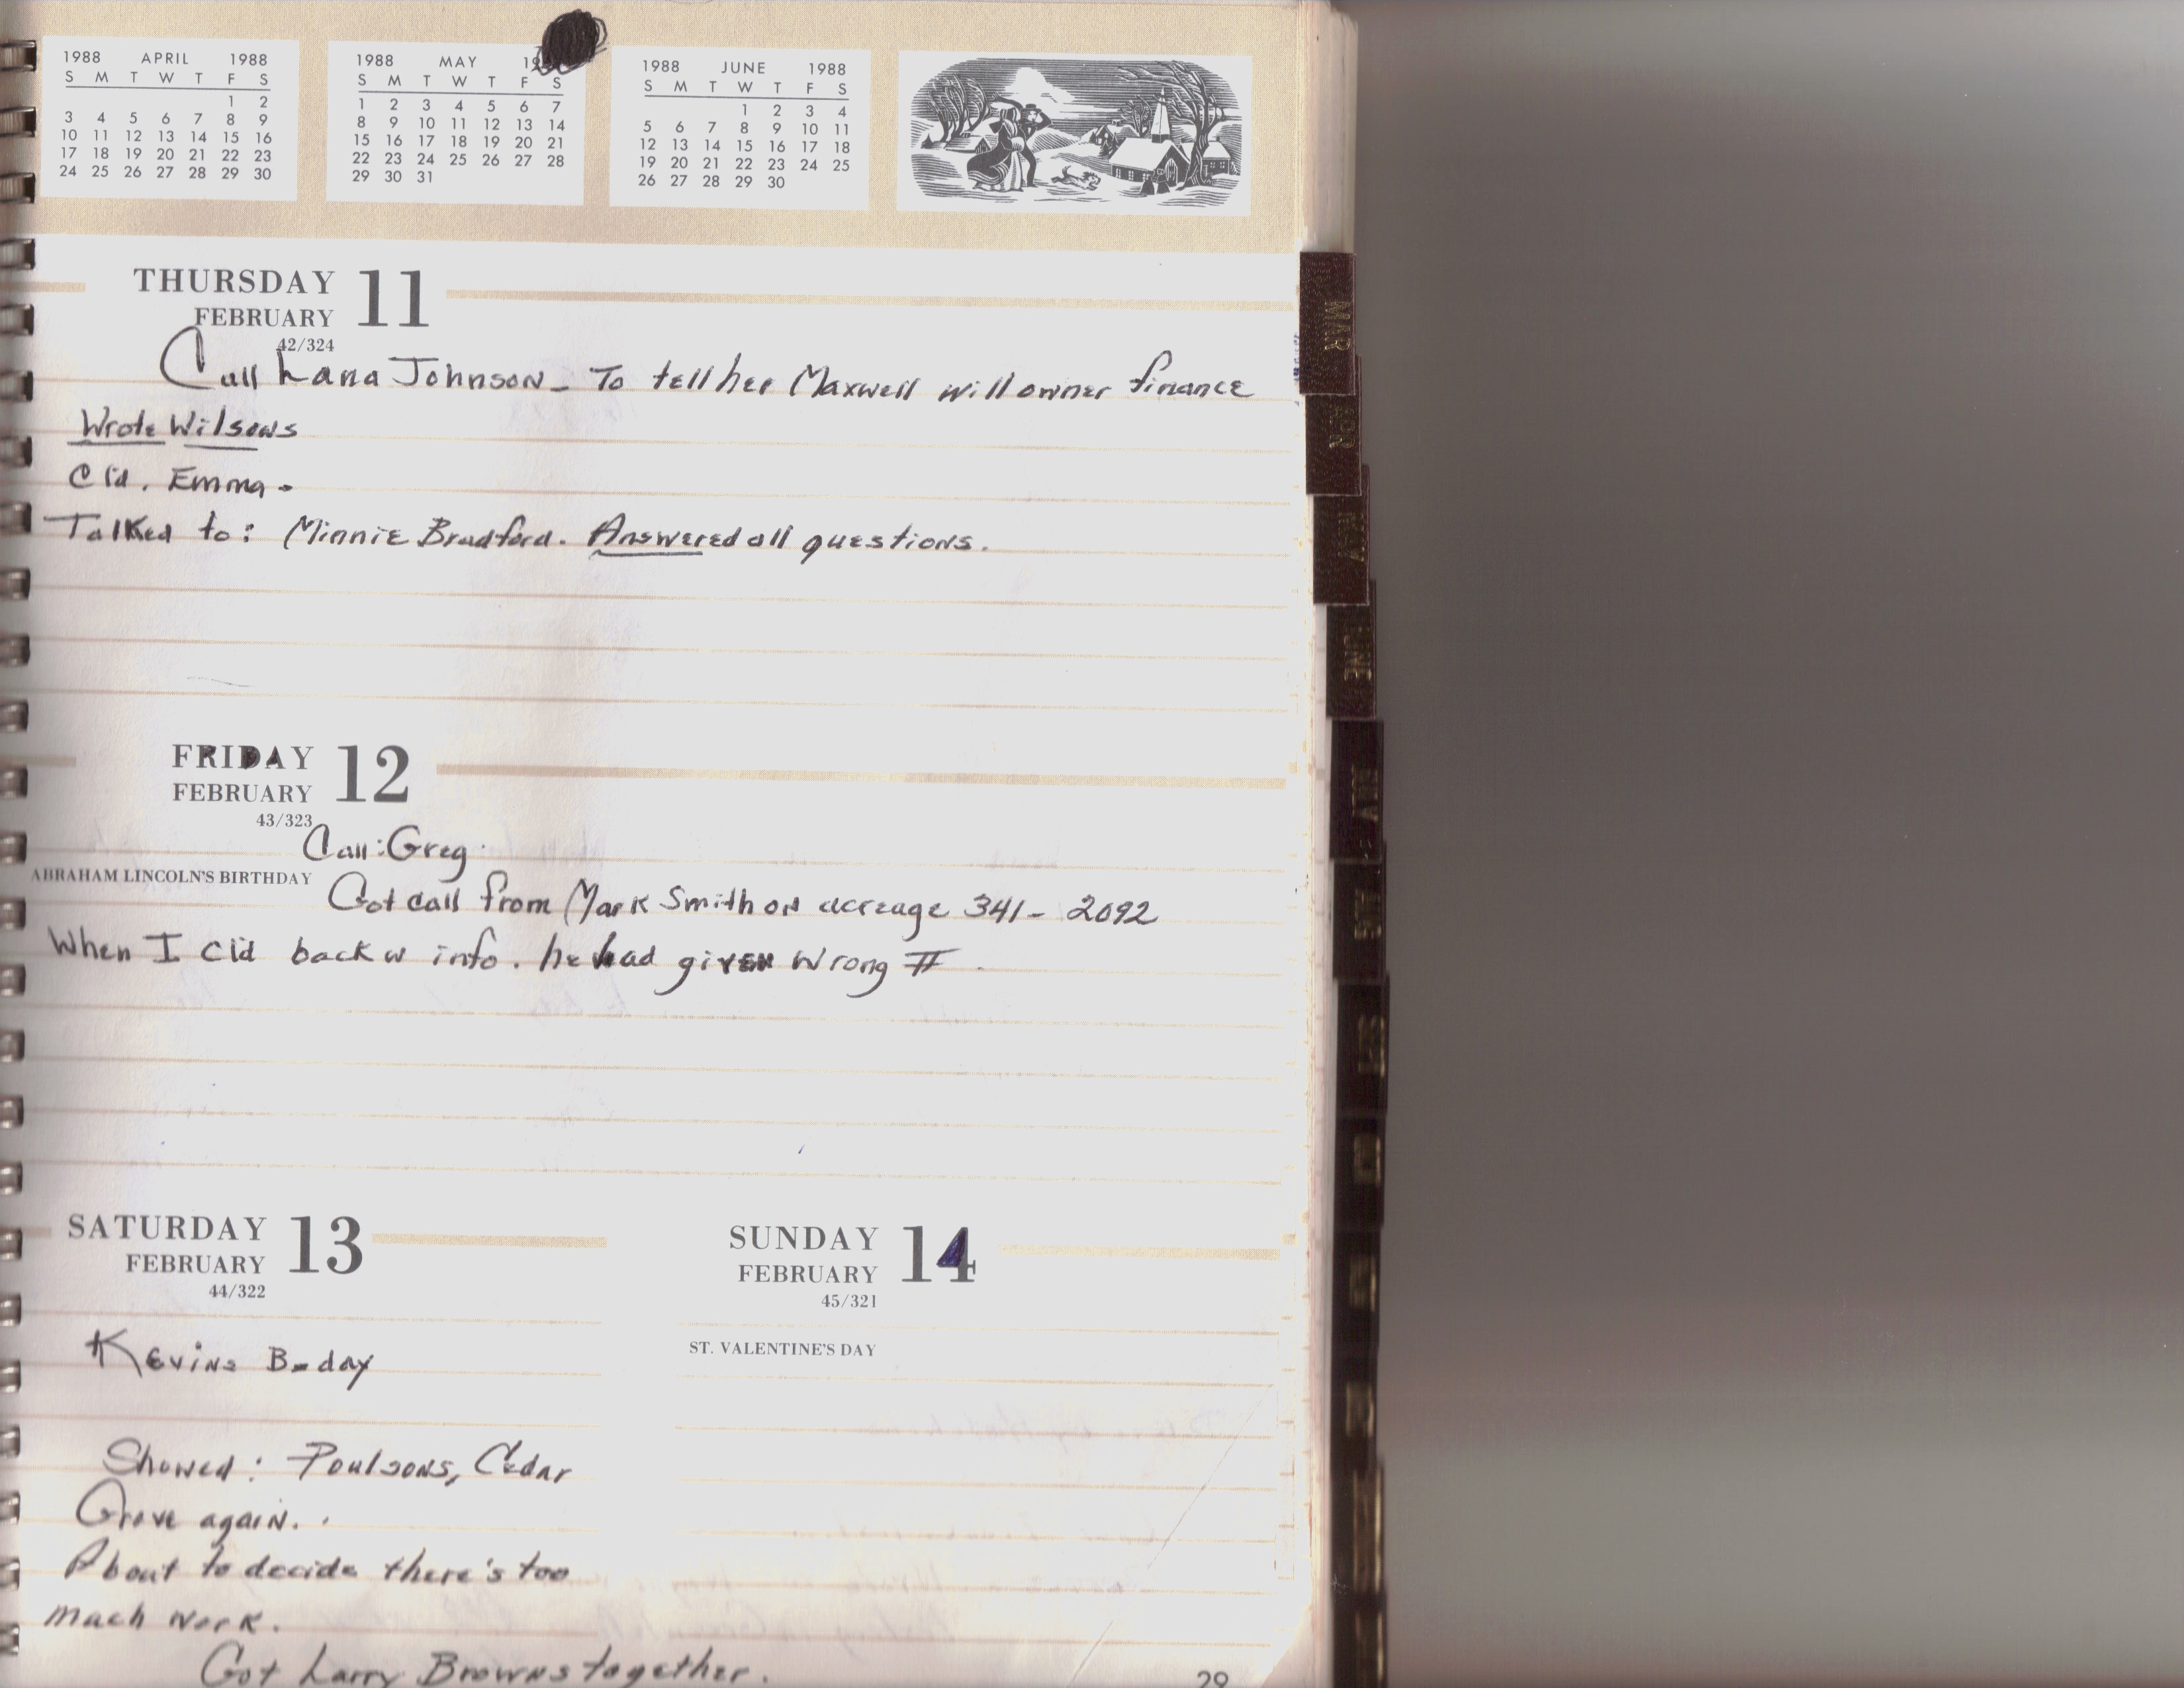 1988 APRIL 1988
S M T W T F S
1 2
3 4 5 6 7 8 9
10 11 12 13 14 15 16
17 18 19 20 21 22 23
24 25 26 27 28 29 30
1988 MAY
S M T W T F S
1 2 3 4 5 6 7
8 9 10 11 12 13 14
15 16 17 18 19 20 21
22 23 24 25 26 27 28
29 30 31
1988 JUNE 1988
S M T W T F S
1 2 3 4
5 6 7 8 9 10 11
12 13 14 15 16 17 18
19 20 21 22 23 24 25
26 27 28 29 30
THURSDAY 11
FEBRUARY
42/324
Call Lana Johnson - To tell her Maxwell will owner finance
Wrote Wilsons
Cld. Emma.
Talked to: Minnie Bradford. Answered all questions.
FRIDAY 12
FEBRUARY
43/323
Call: Greg.
ABRAHAM LINCOLN'S BIRTHDAY
Got call from Mark Smith on acreage 341-2092
When I cld back w info. he had given wrong #.
SATURDAY 13
FEBRUARY
44/322
Kevins B-day
Showed: Poulsons, Cedar
Grove again.
About to decide there's too
much work.
Got Larry Browns together.
SUNDAY 14
FEBRUARY
45/321
ST. VALENTINE'S DAY
29
MAR
APR
MAY
JUNE